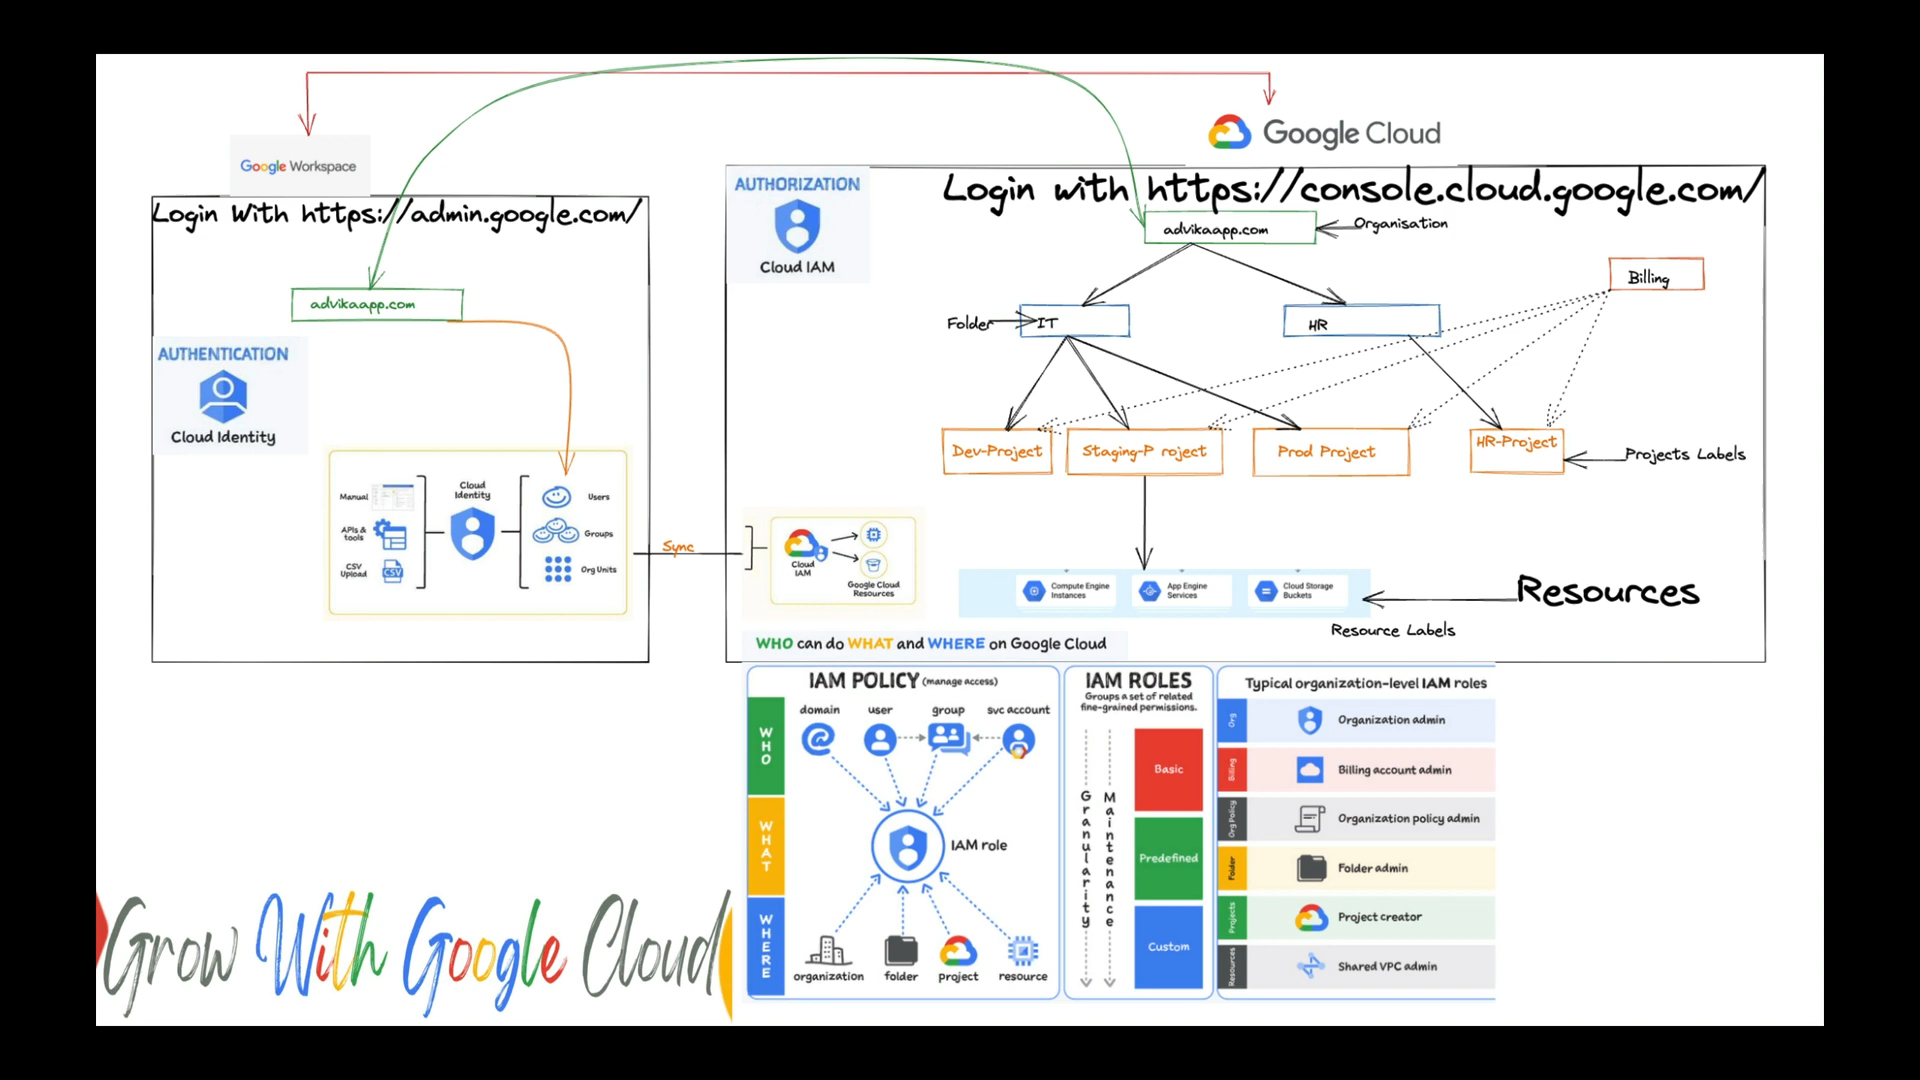 Google Workspace
Google Cloud
Login With https://admin.google.com/
advikaapp.com
AUTHENTICATION
Cloud Identity
Manual
APIs &
tools
CSV
Upload
CSV
Cloud
Identity
Users
Groups
Org Units
Sync
AUTHORIZATION
Cloud IAM
Login with https://console.cloud.google.com/
advikaapp.com
Organisation
Billing
Folder
IT
HR
Dev-Project
Staging-P roject
Prod Project
HR-Project
Projects Labels
Cloud
IAM
Google Cloud
Resources
Compute Engine
Instances
App Engine
Services
Cloud Storage
Buckets
Resources
Resource Labels
WHO can do WHAT and WHERE on Google Cloud
IAM POLICY (manage access)
WHO
domain
user
group
svc account
WHAT
IAM role
WHERE
organization
folder
project
resource
IAM ROLES
Groups a set of related
fine-grained permissions.
Granularity
Maintenance
Basic
Predefined
Custom
Typical organization-level IAM roles
Org
Organization admin
Billing
Billing account admin
Org Policy
Organization policy admin
Folder
Folder admin
Projects
Project creator
Resources
Shared VPC admin
Grow With Google Cloud